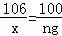 106/x = 100/ng